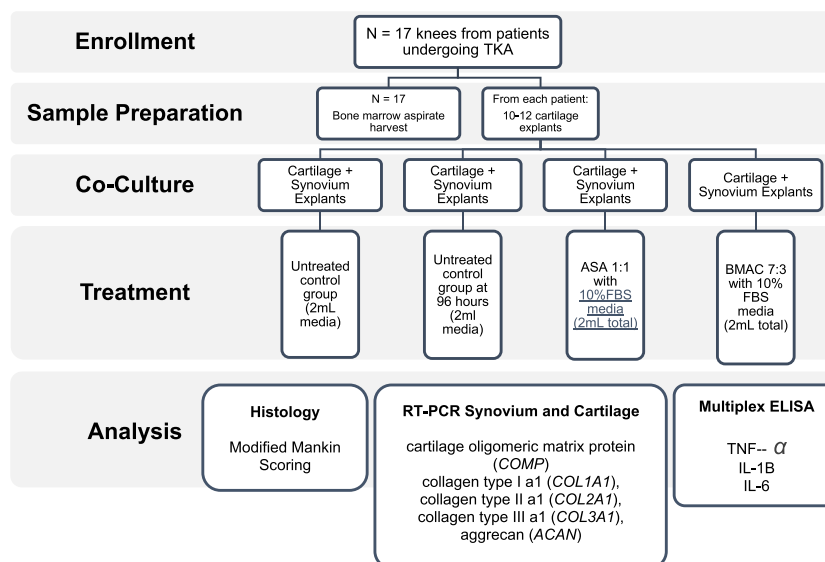 Enrollment
N = 17 knees from patients
undergoing TKA
Sample Preparation
N = 17
Bone marrow aspirate
harvest
From each patient:
10-12 cartilage
explants
Co-Culture
Cartilage +
Synovium
Explants
Cartilage +
Synovium
Explants
Cartilage +
Synovium
Explants
Cartilage +
Synovium Explants
Treatment
Untreated
control
group
(2mL
media)
Untreated
control
group at
96 hours
(2ml
media)
ASA 1:1
with
10%FBS
media
(2mL total)
BMAC 7:3
with 10%
FBS
media
(2mL total)
Analysis
Histology
Modified Mankin
Scoring
RT-PCR Synovium and Cartilage
cartilage oligomeric matrix protein
(COMP)
collagen type I a1 (COL1A1),
collagen type II a1 (COL2A1),
collagen type III a1 (COL3A1),
aggrecan (ACAN)
Multiplex ELISA
TNF-- α
IL-1B
IL-6